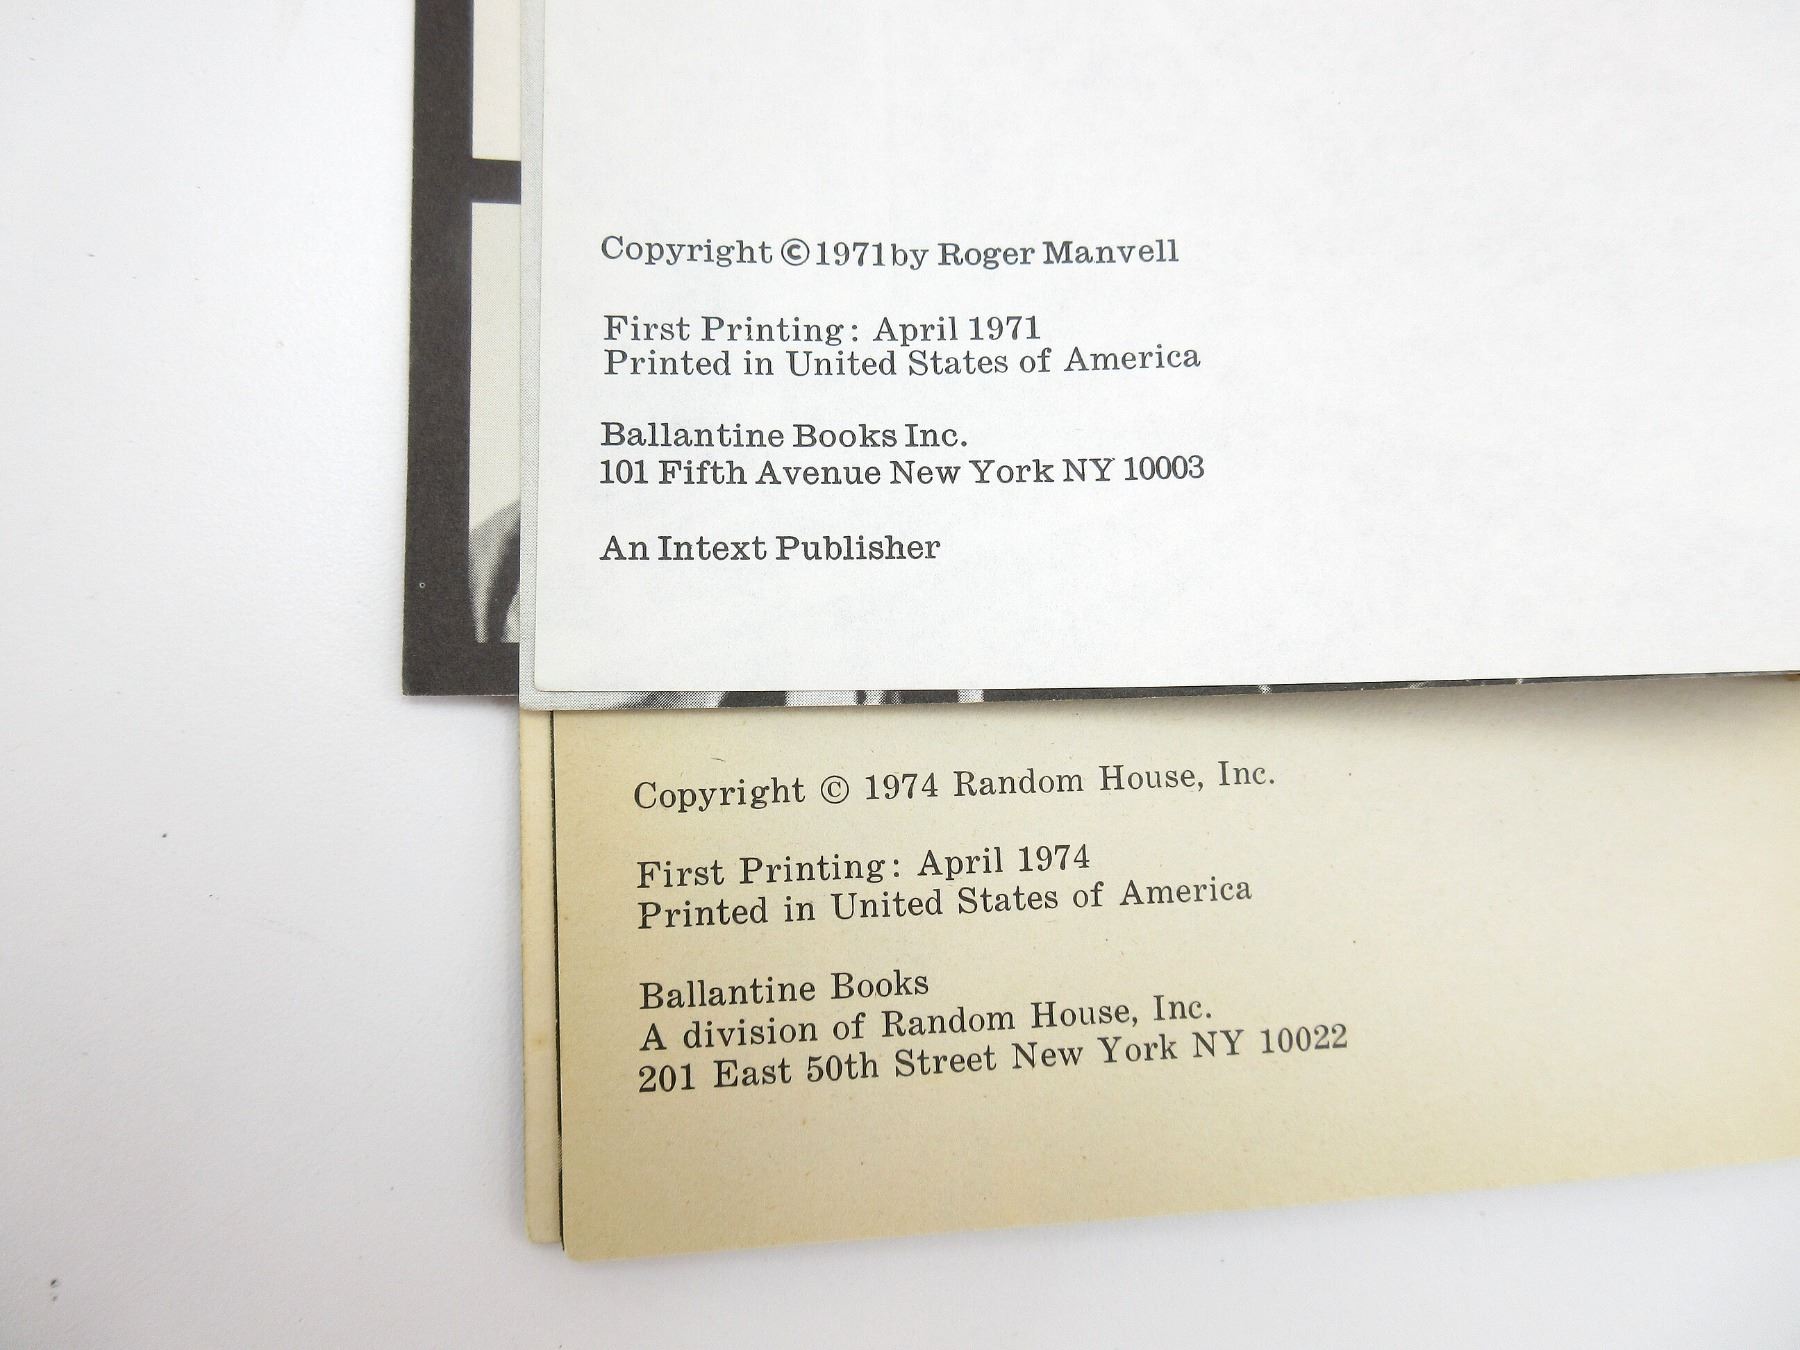 Copyright © 1971 by Roger Manvell
First Printing: April 1971
Printed in United States of America
Ballantine Books Inc.
101 Fifth Avenue New York NY 10003
An Intext Publisher
Copyright © 1974 Random House, Inc.
First Printing: April 1974
Printed in United States of America
Ballantine Books
A division of Random House, Inc.
201 East 50th Street New York NY 10022